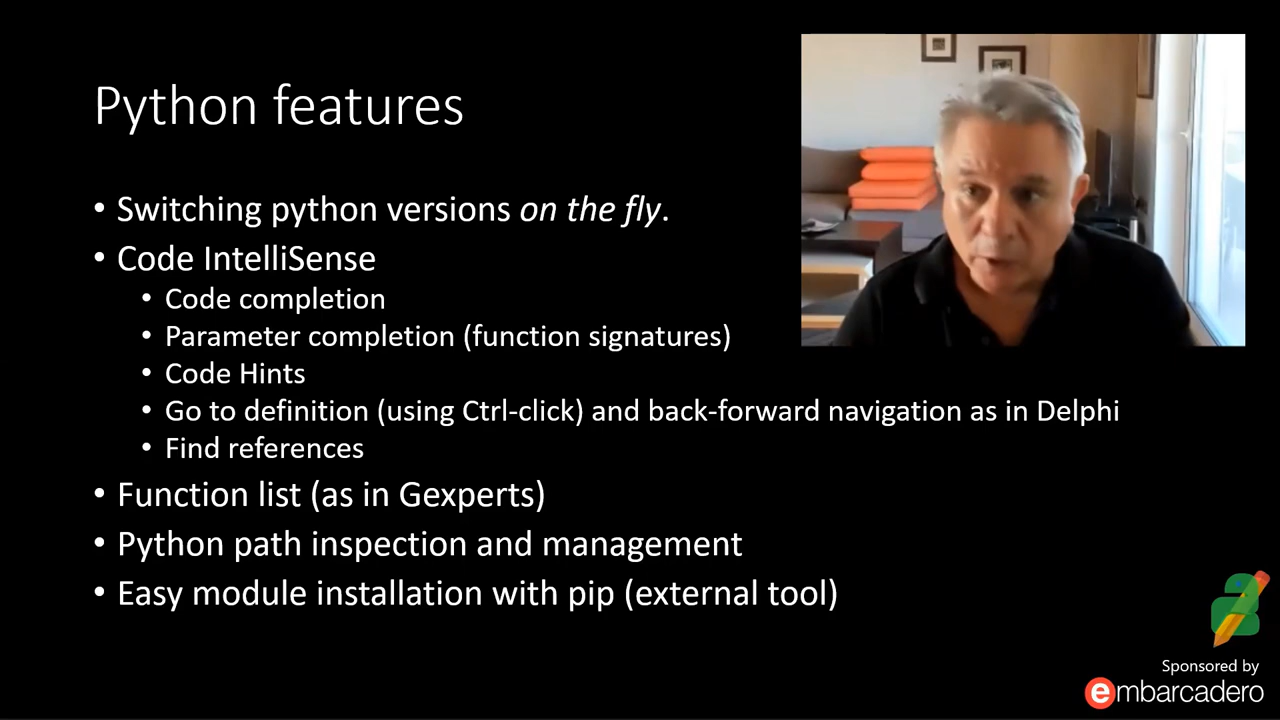 Python features
• Switching python versions on the fly.
• Code IntelliSense
• Code completion
• Parameter completion (function signatures)
• Code Hints
• Go to definition (using Ctrl-click) and back-forward navigation as in Delphi
• Find references
• Function list (as in Gexperts)
• Python path inspection and management
• Easy module installation with pip (external tool)
Sponsored by
embarcadero